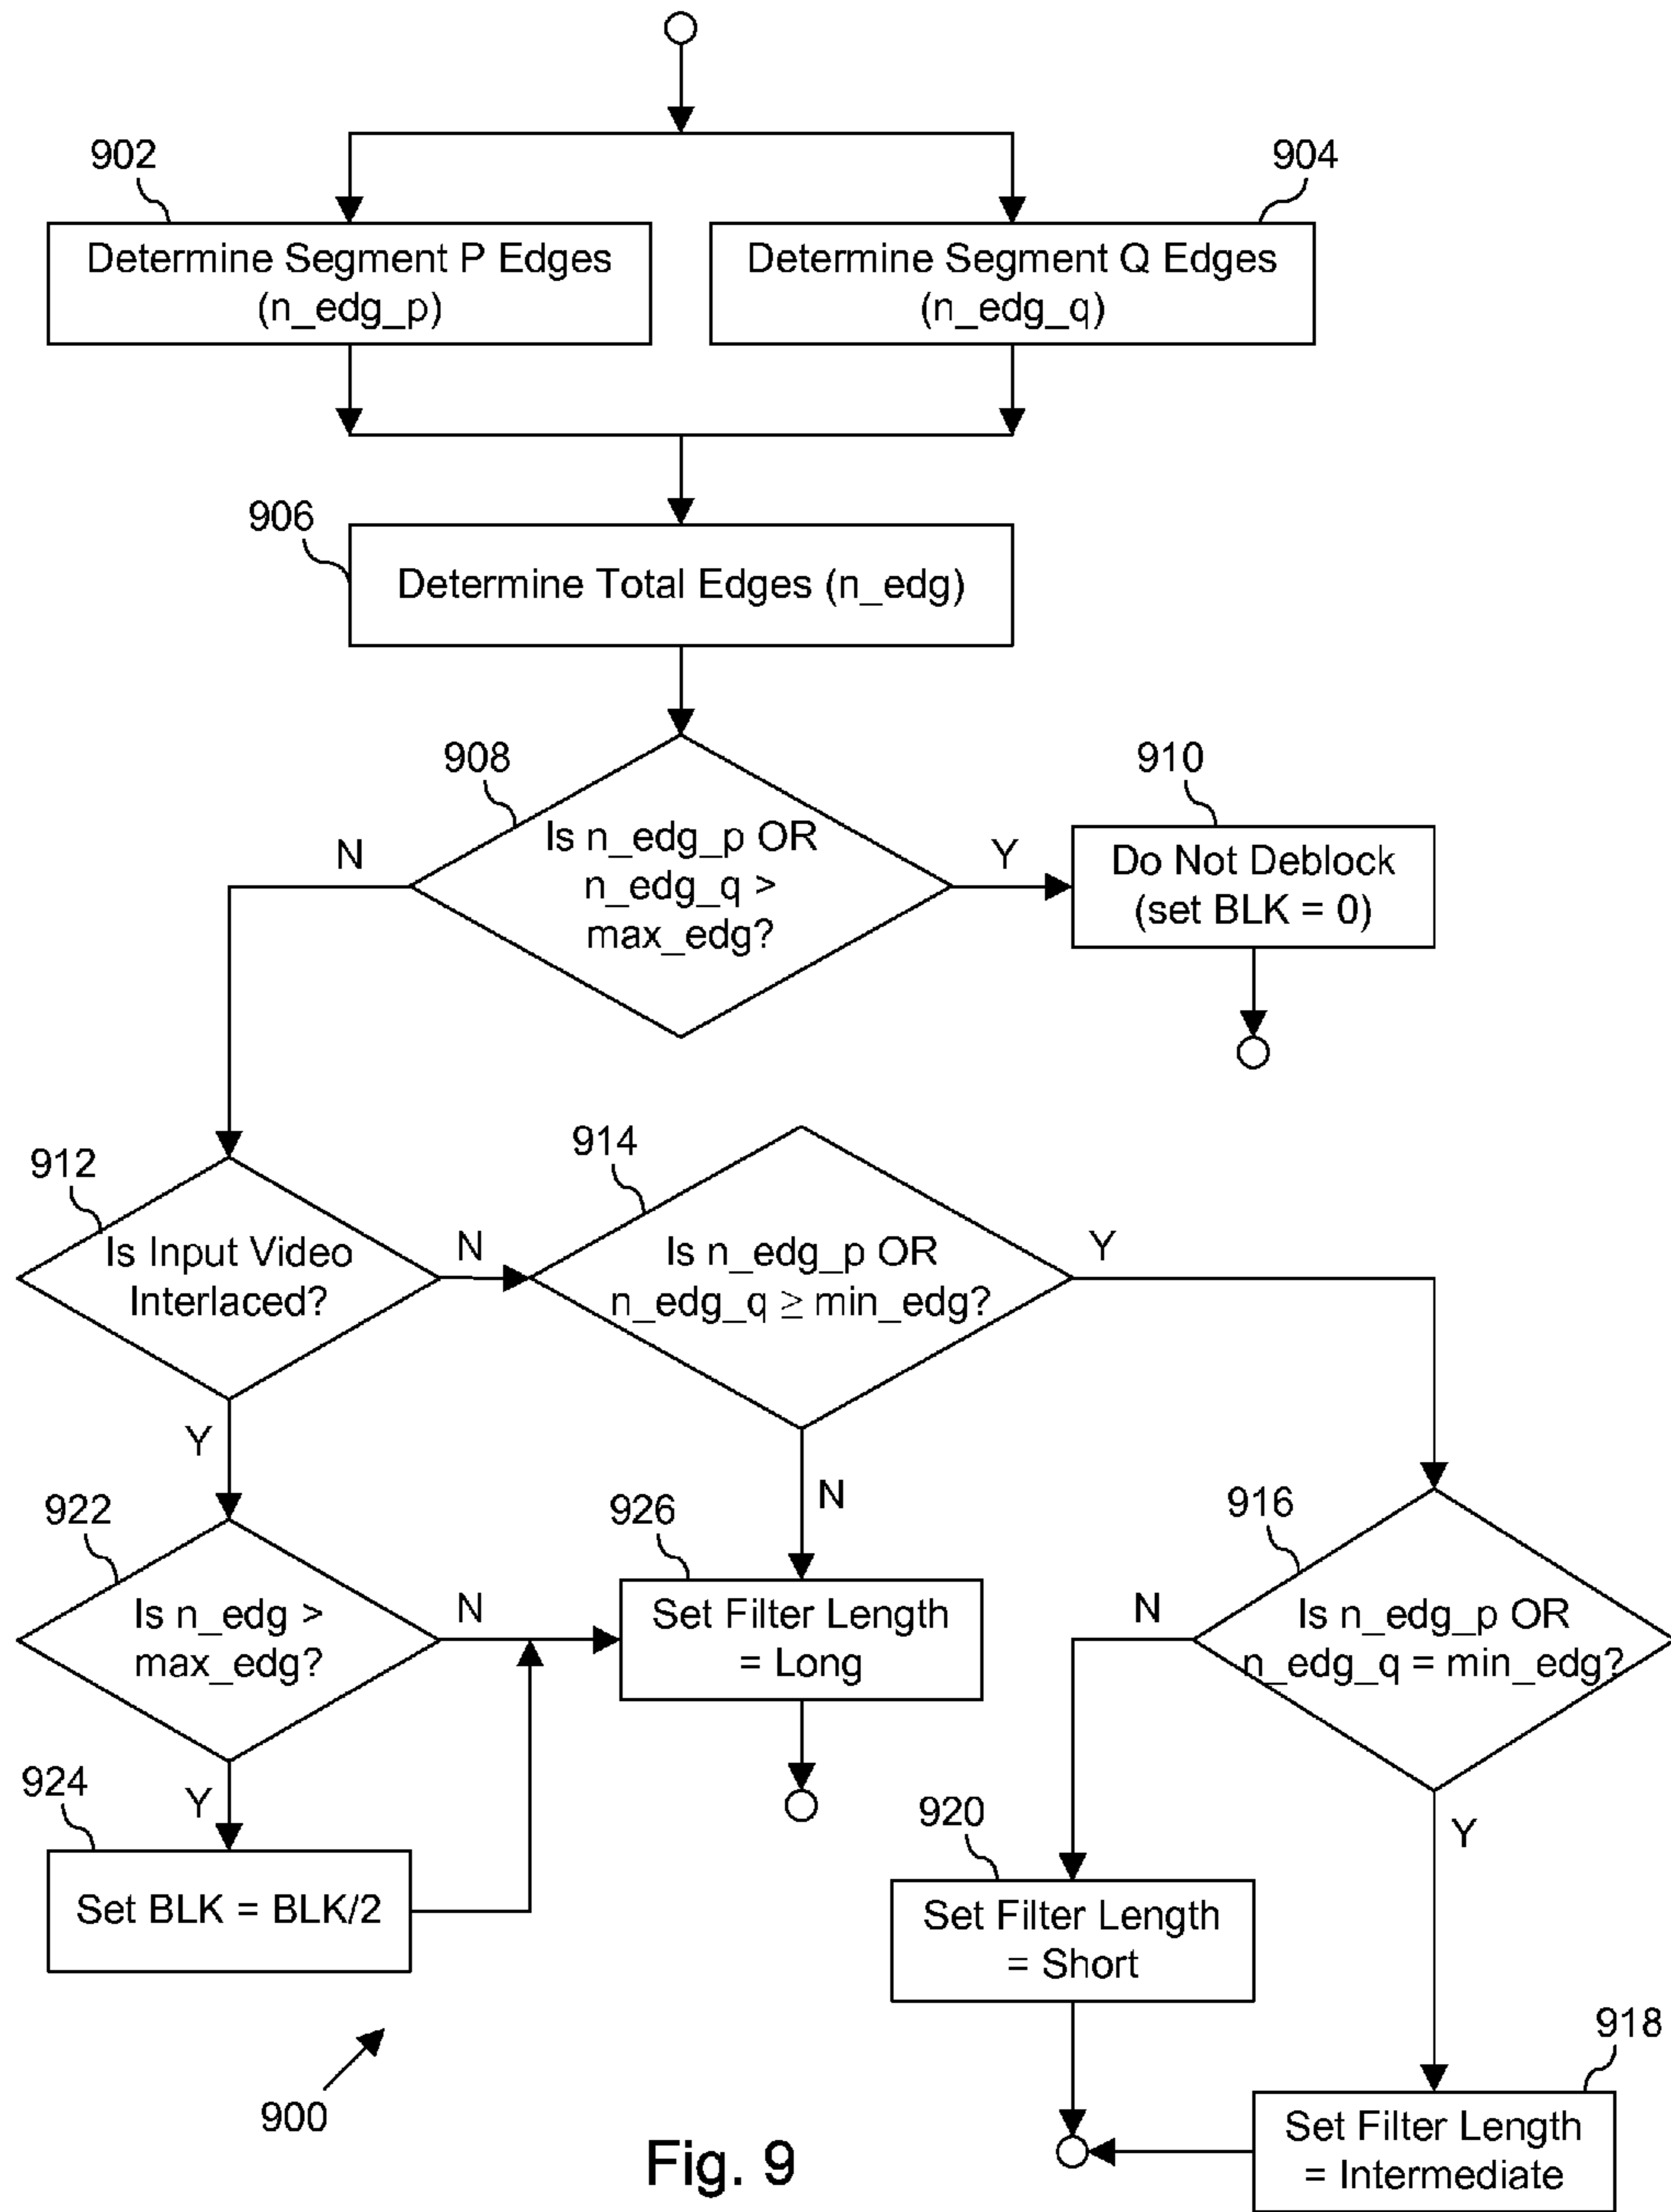 902
904
Determine Segment P Edges
(n_edg_p)
Determine Segment Q Edges
(n_edg_q)
906
Determine Total Edges (n_edg)
908
Is n_edg_p OR
n_edg_q >
max_edg?
N
Y
910
Do Not Deblock
(set BLK = 0)
912
Is Input Video
Interlaced?
N
Y
914
Is n_edg_p OR
n_edg_q ≥ min_edg?
Y
N
922
Is n_edg >
max_edg?
N
Y
926
Set Filter Length
= Long
916
Is n_edg_p OR
n_edg_q = min_edg?
N
Y
924
Set BLK = BLK/2
920
Set Filter Length
= Short
918
Set Filter Length
= Intermediate
900
Fig. 9